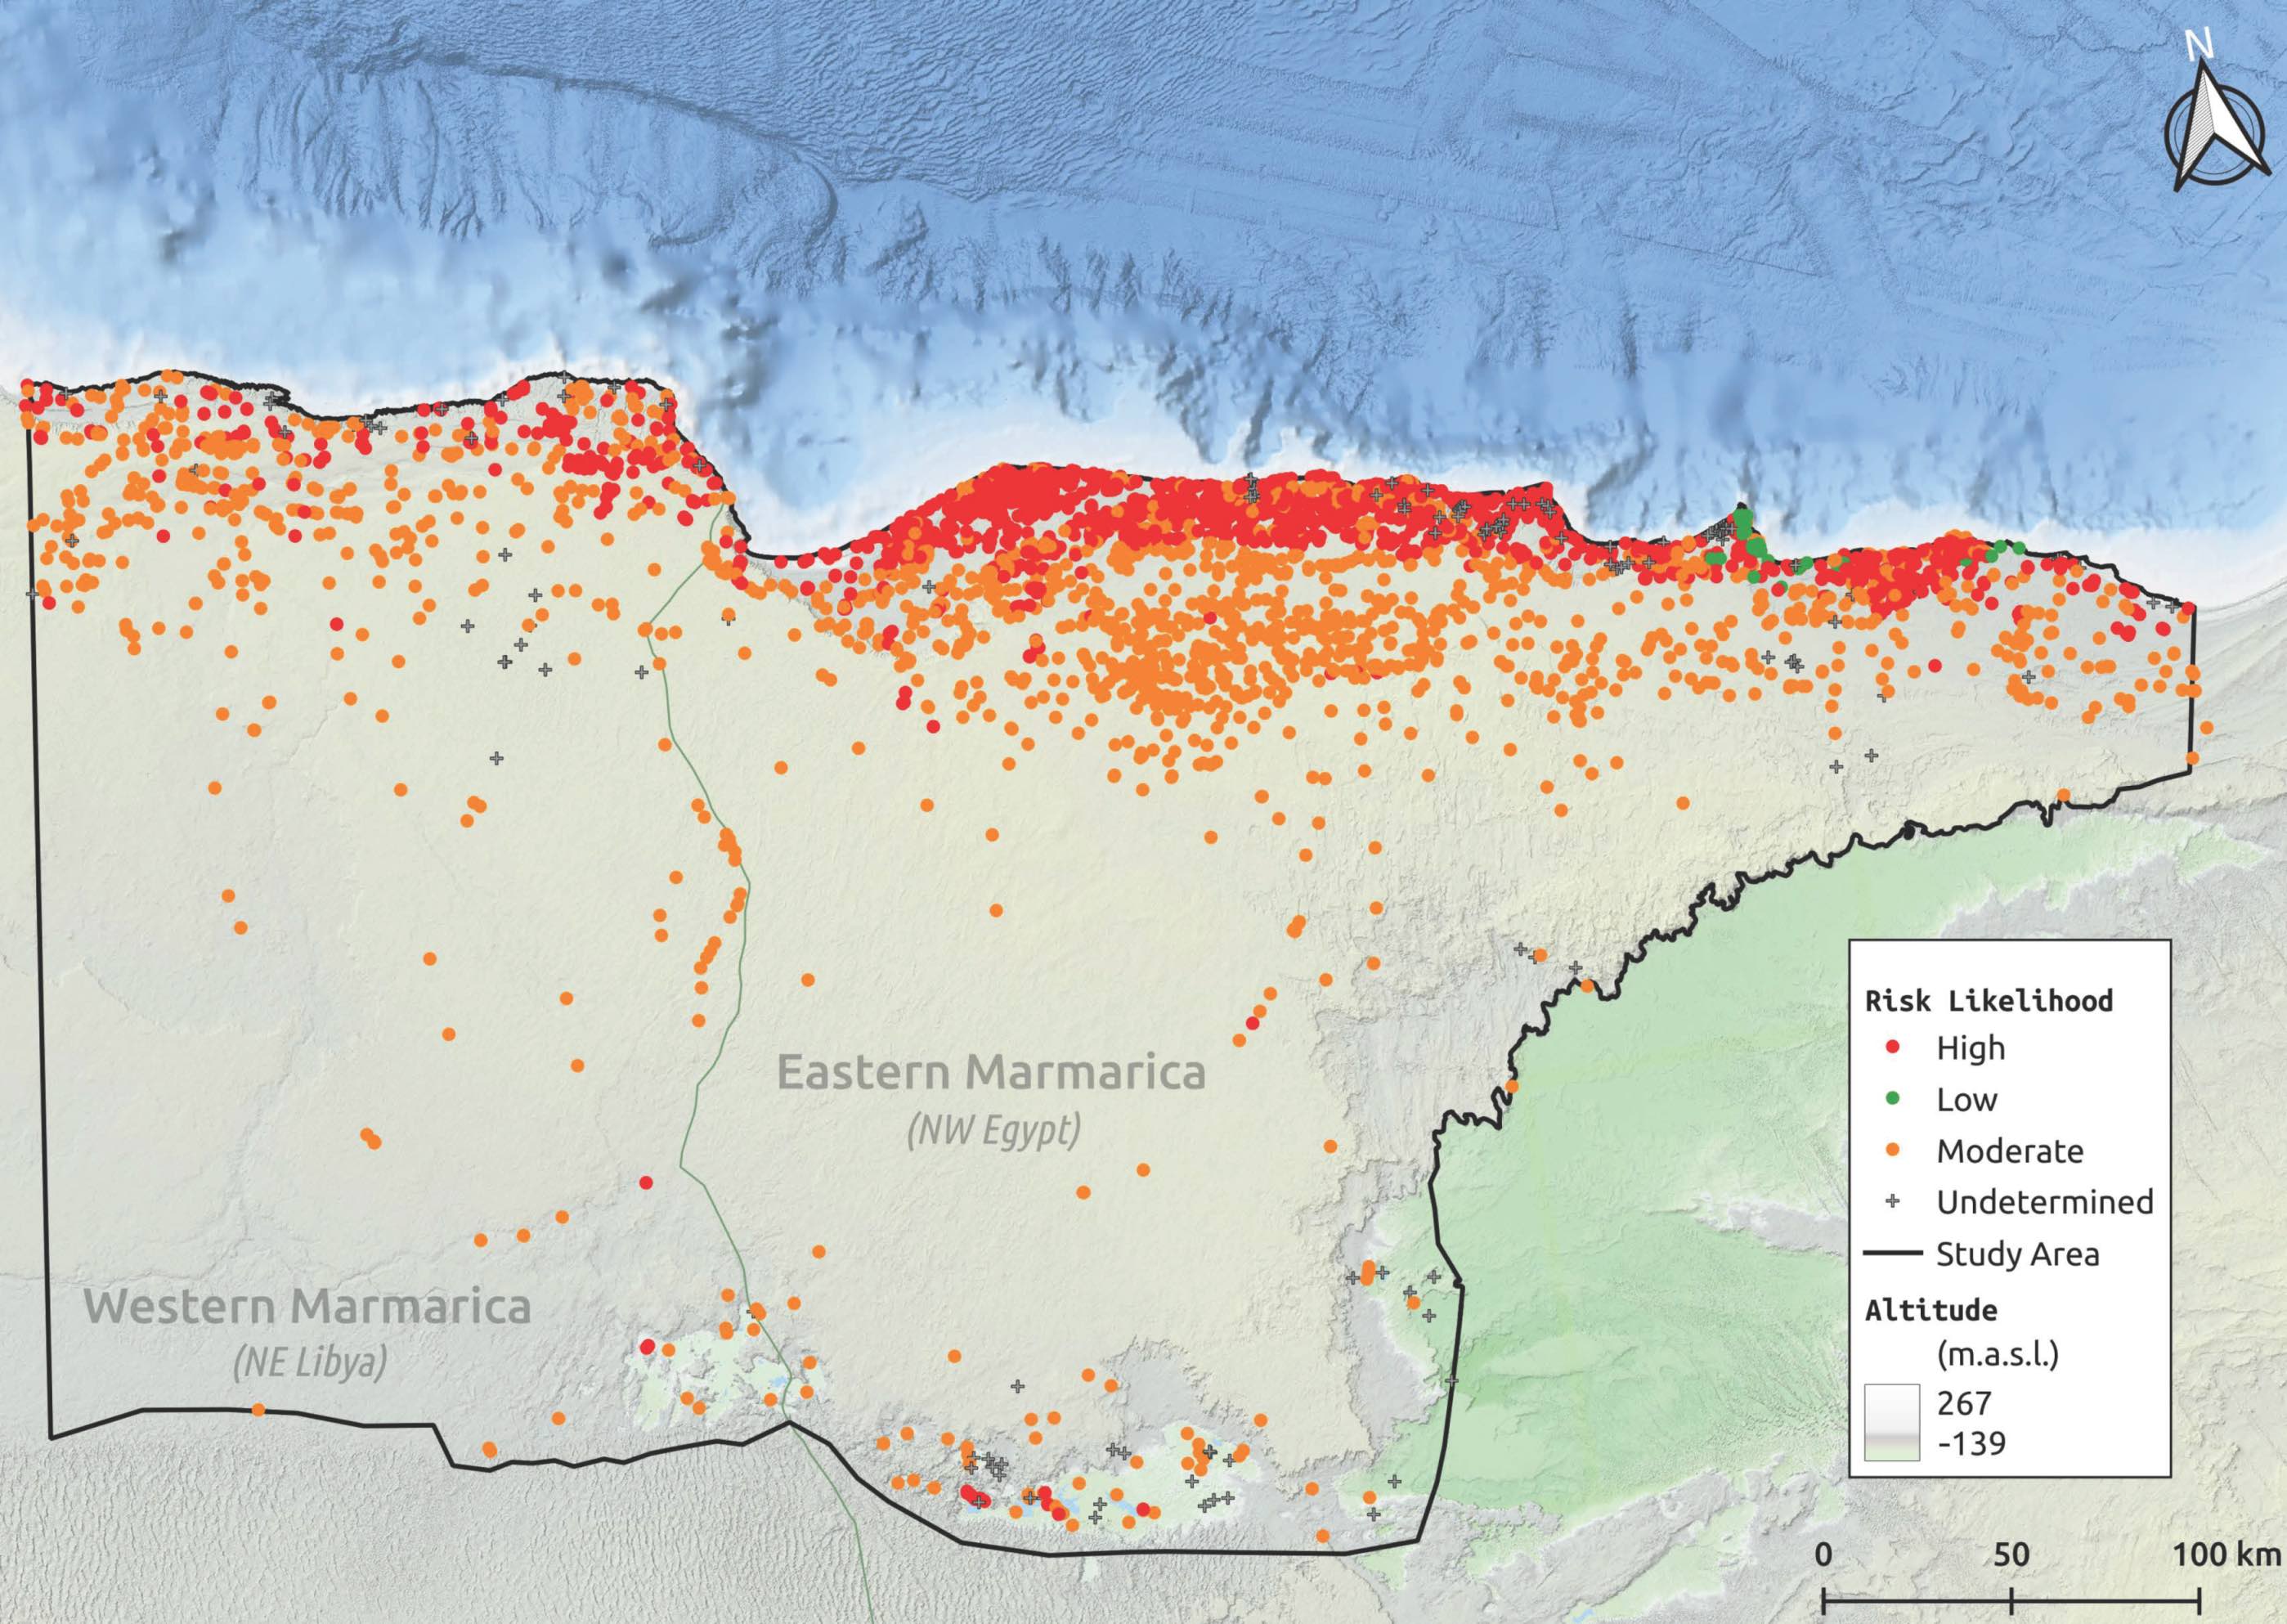 N
Eastern Marmarica
(NW Egypt)
Western Marmarica
(NE Libya)
Risk Likelihood
High
Low
Moderate
Undetermined
Study Area
Altitude
(m.a.s.l.)
267
-139
0 50 100 km